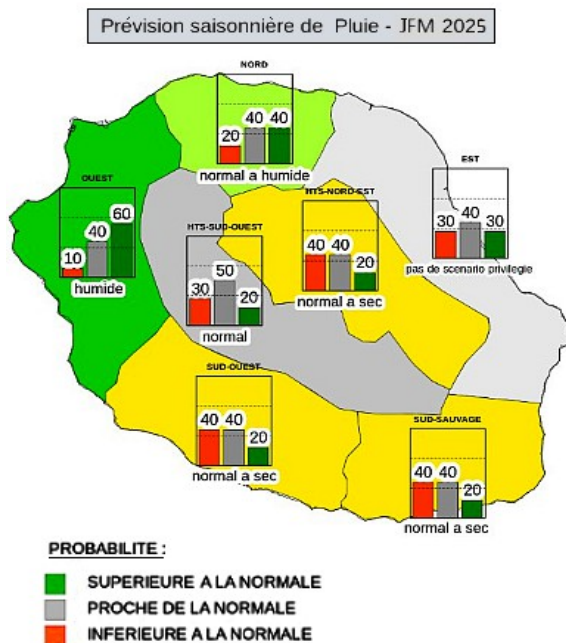 Prévision saisonnière de Pluie - JFM 2025
NORD
20 40 40
normal a humide
EST
30 40 30
pas de scenario privilegie
OUEST
10 40 60
humide
HTS-NORD-EST
40 40 20
normal a sec
HTS-SUD-OUEST
30 50 20
normal
SUD-OUEST
40 40 20
normal a sec
SUD-SAUVAGE
40 40 20
normal a sec
PROBABILITE :
SUPERIEURE A LA NORMALE
PROCHE DE LA NORMALE
INFERIEURE A LA NORMALE